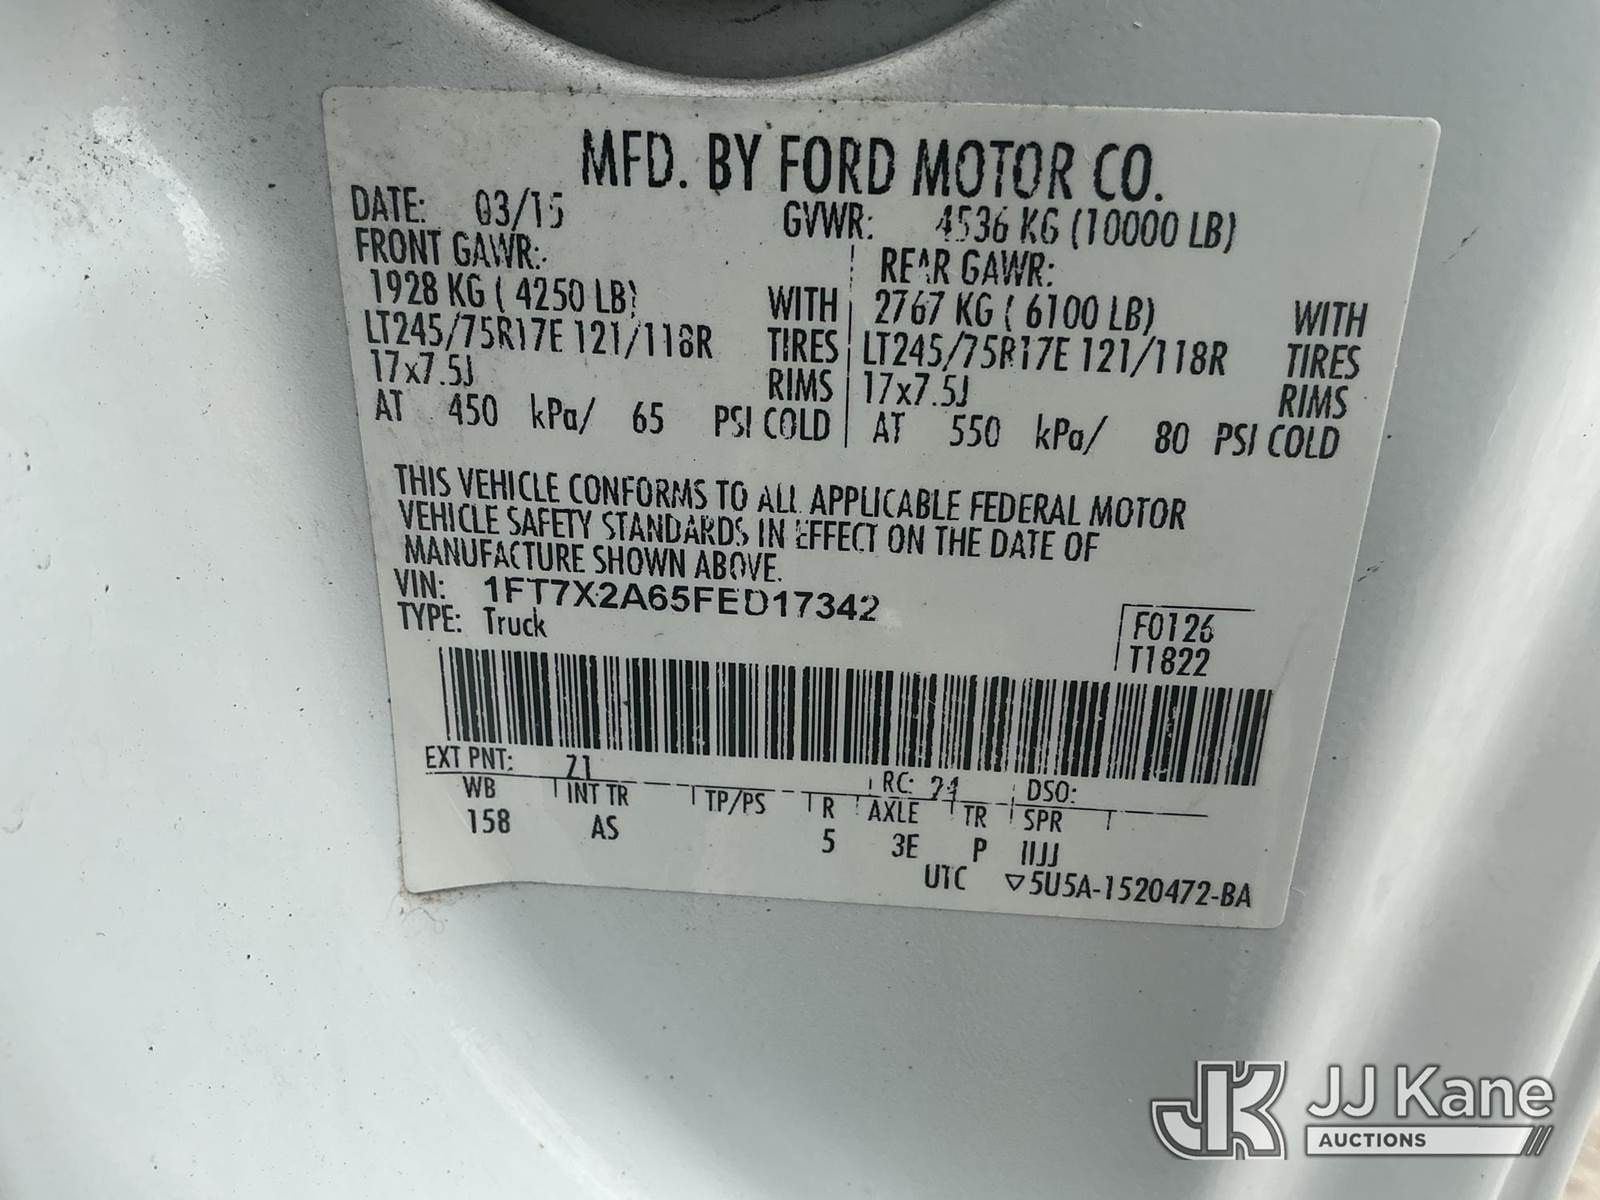 MFD. BY FORD MOTOR CO.
DATE: 03/15 GVWR: 4536 KG (10000 LB)
FRONT GAWR: REAR GAWR:
1928 KG ( 4250 LB) WITH 2767 KG ( 6100 LB) WITH
LT245/75R17E 121/118R TIRES LT245/75R17E 121/118R TIRES
17x7.5J RIMS 17x7.5J RIMS
AT 450 kPa/ 65 PSI COLD AT 550 kPa/ 80 PSI COLD
THIS VEHICLE CONFORMS TO ALL APPLICABLE FEDERAL MOTOR
VEHICLE SAFETY STANDARDS IN EFFECT ON THE DATE OF
MANUFACTURE SHOWN ABOVE.
VIN: 1FT7X2A65FED17342
TYPE: Truck
F0126
T1822
EXT PNT: Z1 RC: 24 DSO:
WB INT TR TP/PS R AXLE TR SPR
158 AS 5 3E P IIJJ
UTC ▽5U5A-1520472-BA
JK JJ Kane
AUCTIONS